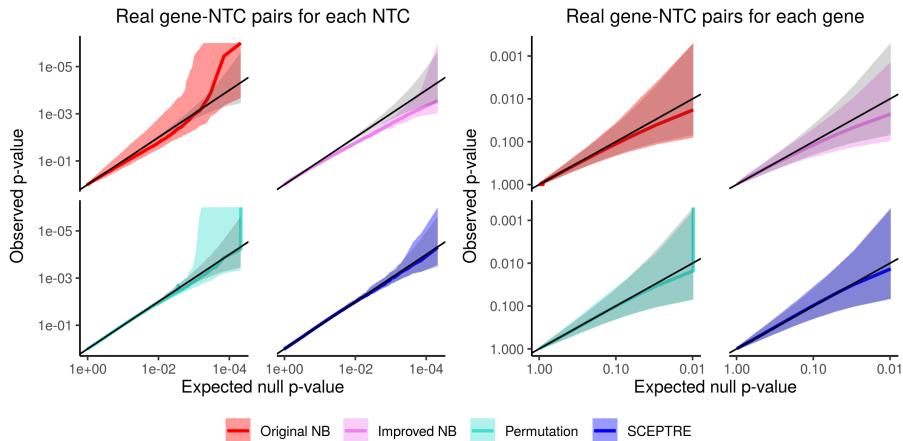 Real gene-NTC pairs for each NTC
Real gene-NTC pairs for each gene
Observed p-value
1e-05
1e-03
1e-01
Observed p-value
0.001
0.010
0.100
1.000
Observed p-value
1e-05
1e-03
1e-01
Observed p-value
0.001
0.010
0.100
1.000
1e+00 1e-02 1e-04 1e+00 1e-02 1e-04
1.00 0.10 0.01 1.00 0.10 0.01
Expected null p-value
Expected null p-value
Original NB Improved NB Permutation SCEPTRE